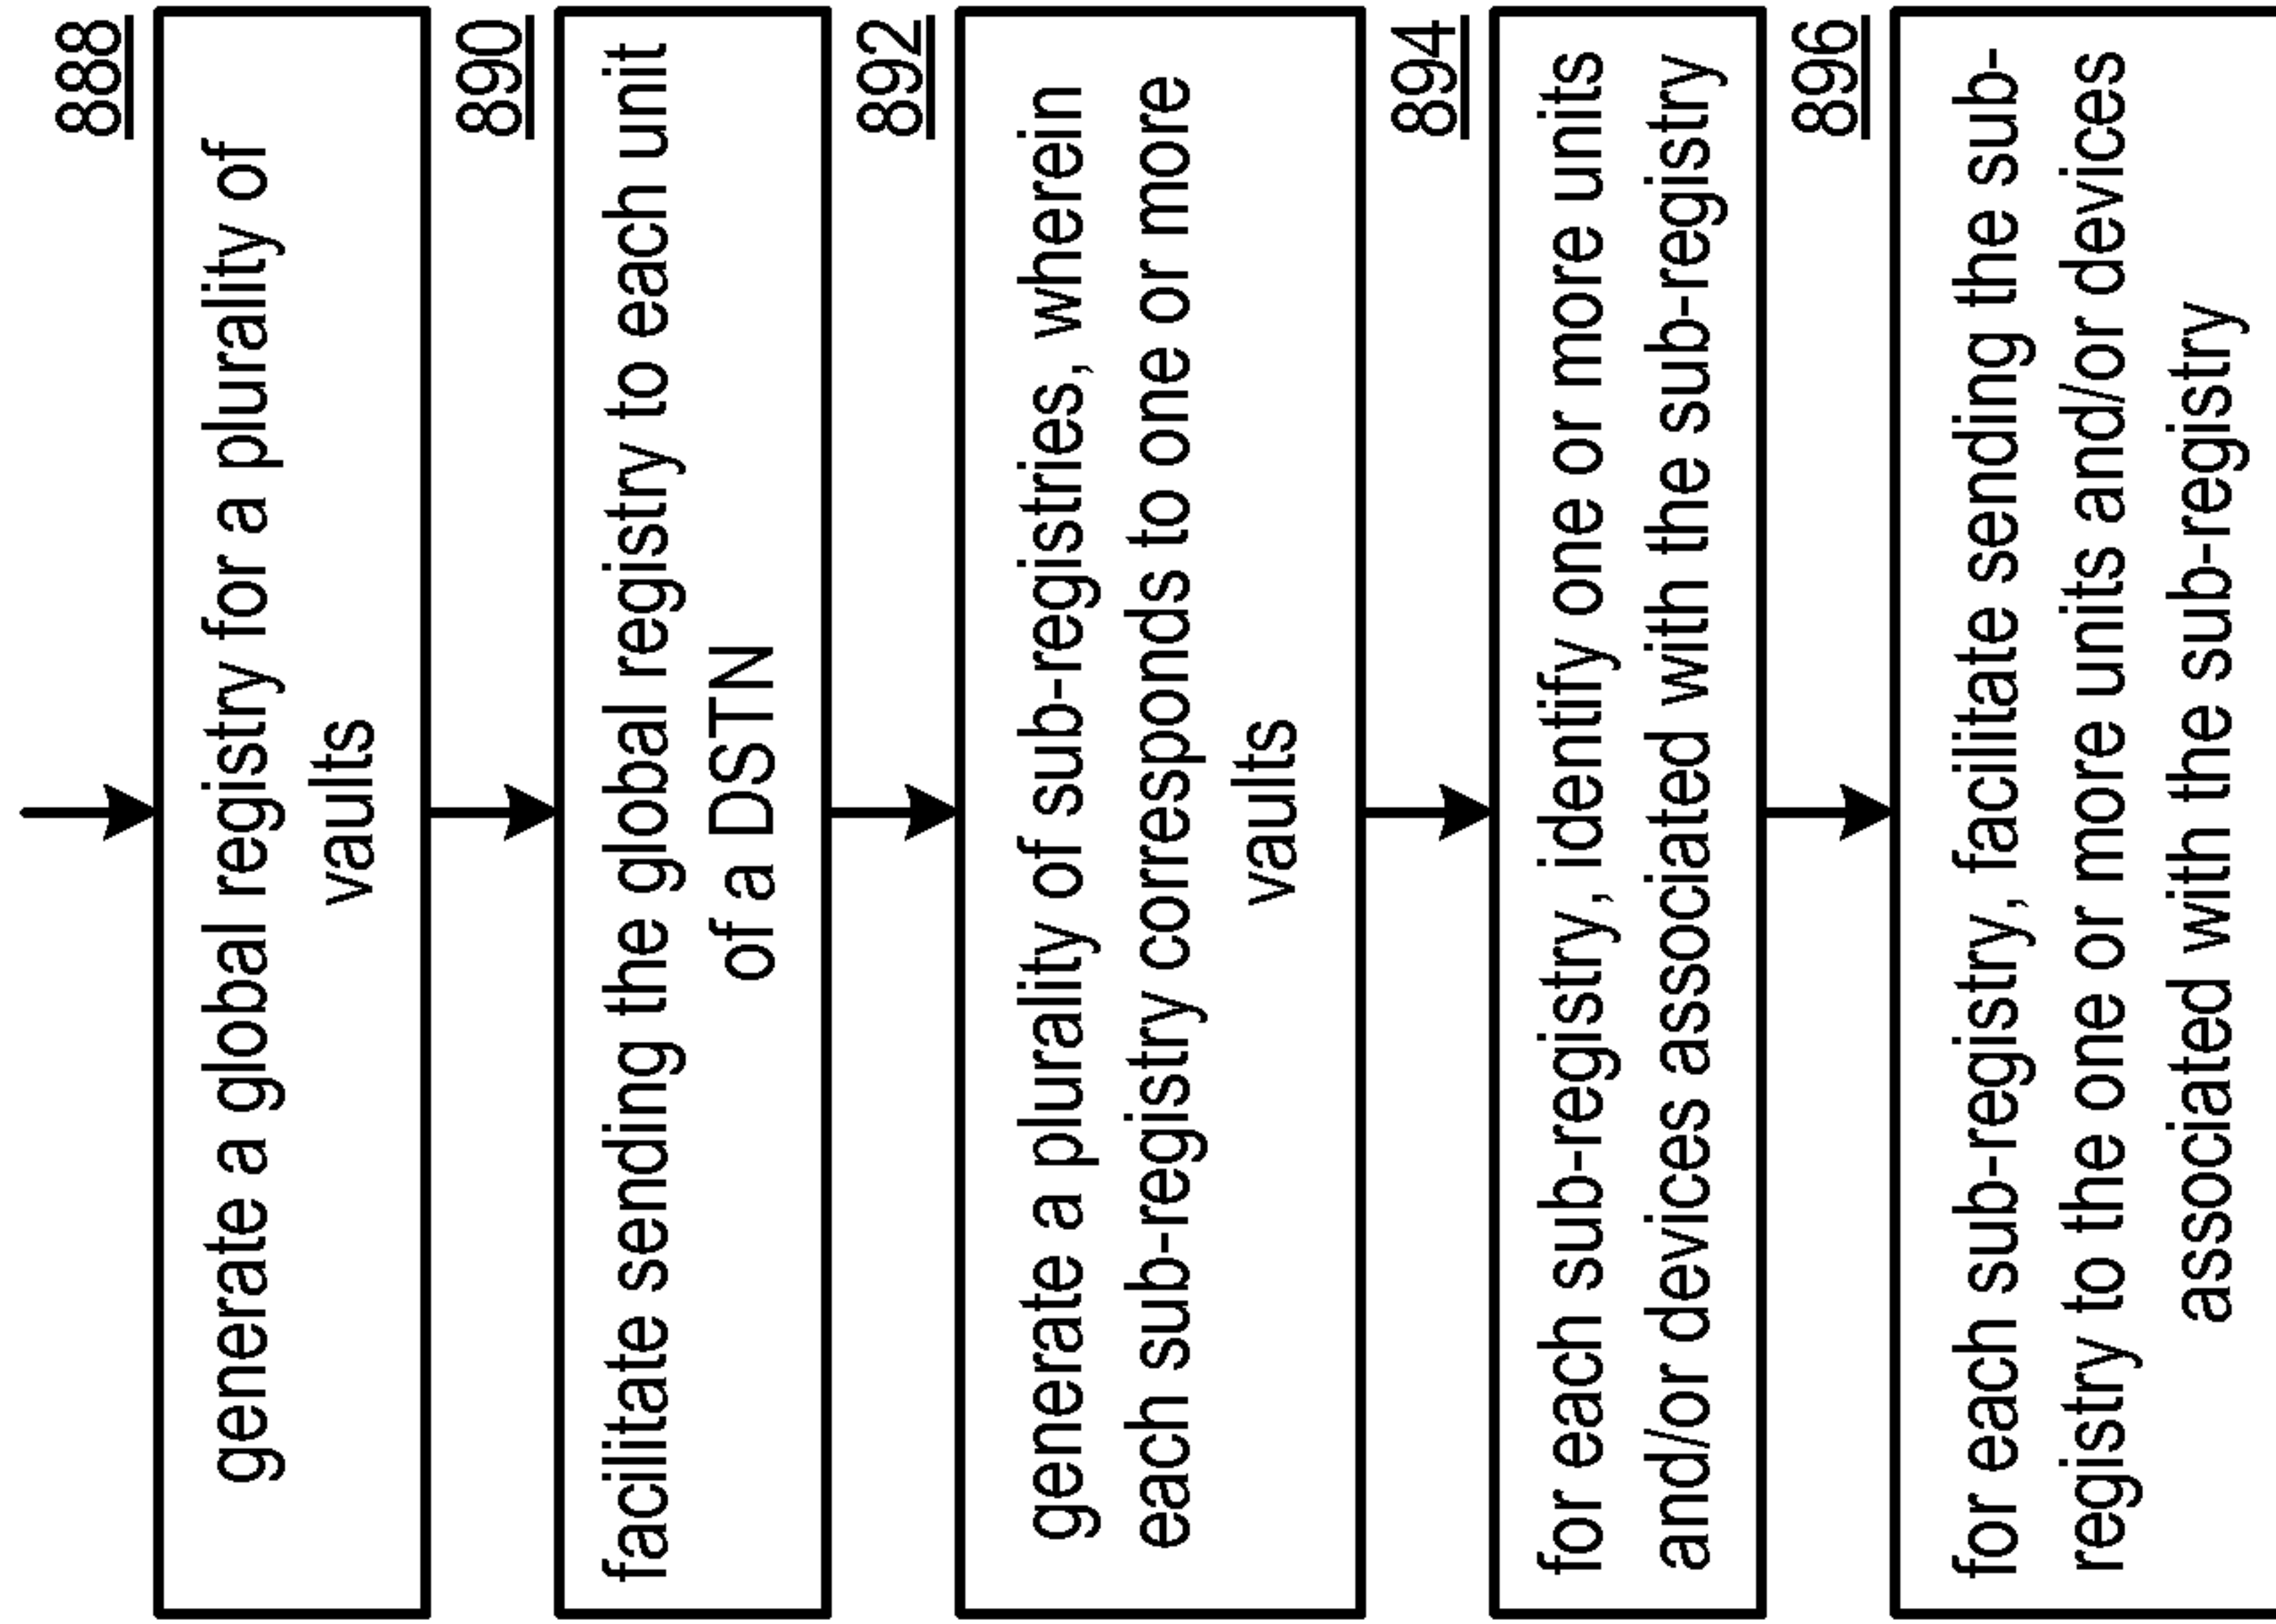 888
generate a global registry for a plurality of
vaults
890
facilitate sending the global registry to each unit
of a DSTN
892
generate a plurality of sub-registries, wherein
each sub-registry corresponds to one or more
vaults
894
for each sub-registry, identify one or more units
and/or devices associated with the sub-registry
896
for each sub-registry, facilitate sending the sub-
registry to the one or more units and/or devices
associated with the sub-registry